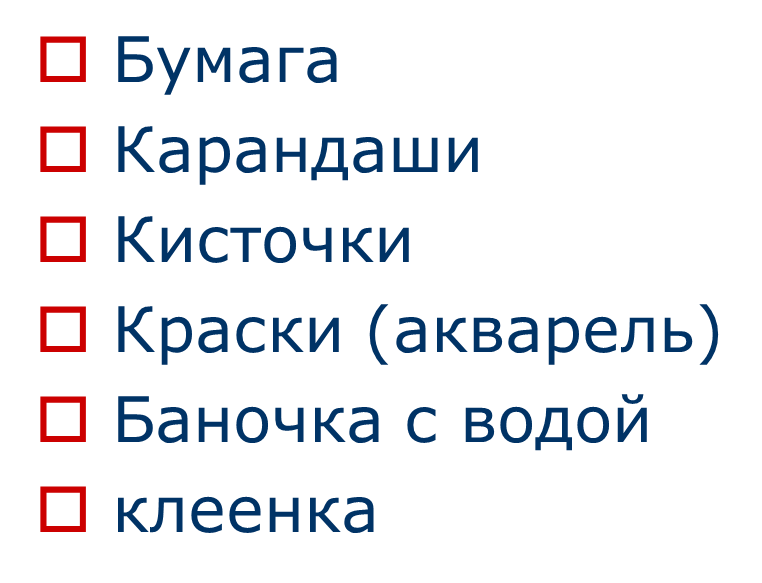 Бумага
Карандаши
Кисточки
Краски (акварель)
Баночка с водой
клеенка